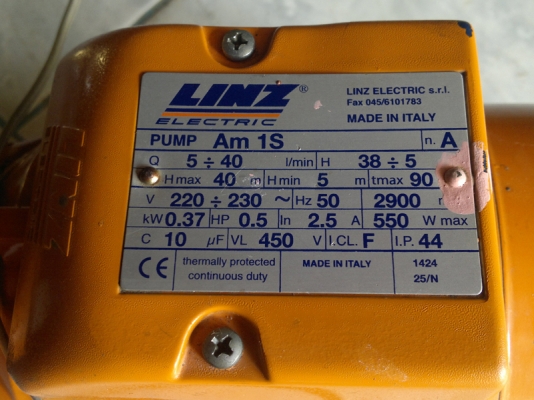 LINZ®
ELECTRIC
LINZ ELECTRIC s.r.l.
Fax 045/6101783
MADE IN ITALY
PUMP Am 1S n. A
Q 5 ÷ 40 l/min H 38 ÷ 5
H max 40 m H min 5 m tmax 90
V 220 ÷ 230 ~ Hz 50 2900
kW 0.37 HP 0.5 In 2.5 A 550 W max
C 10 µF VL 450 V I.CL. F I.P. 44
CE thermally protected MADE IN ITALY 1424
continuous duty 25/N